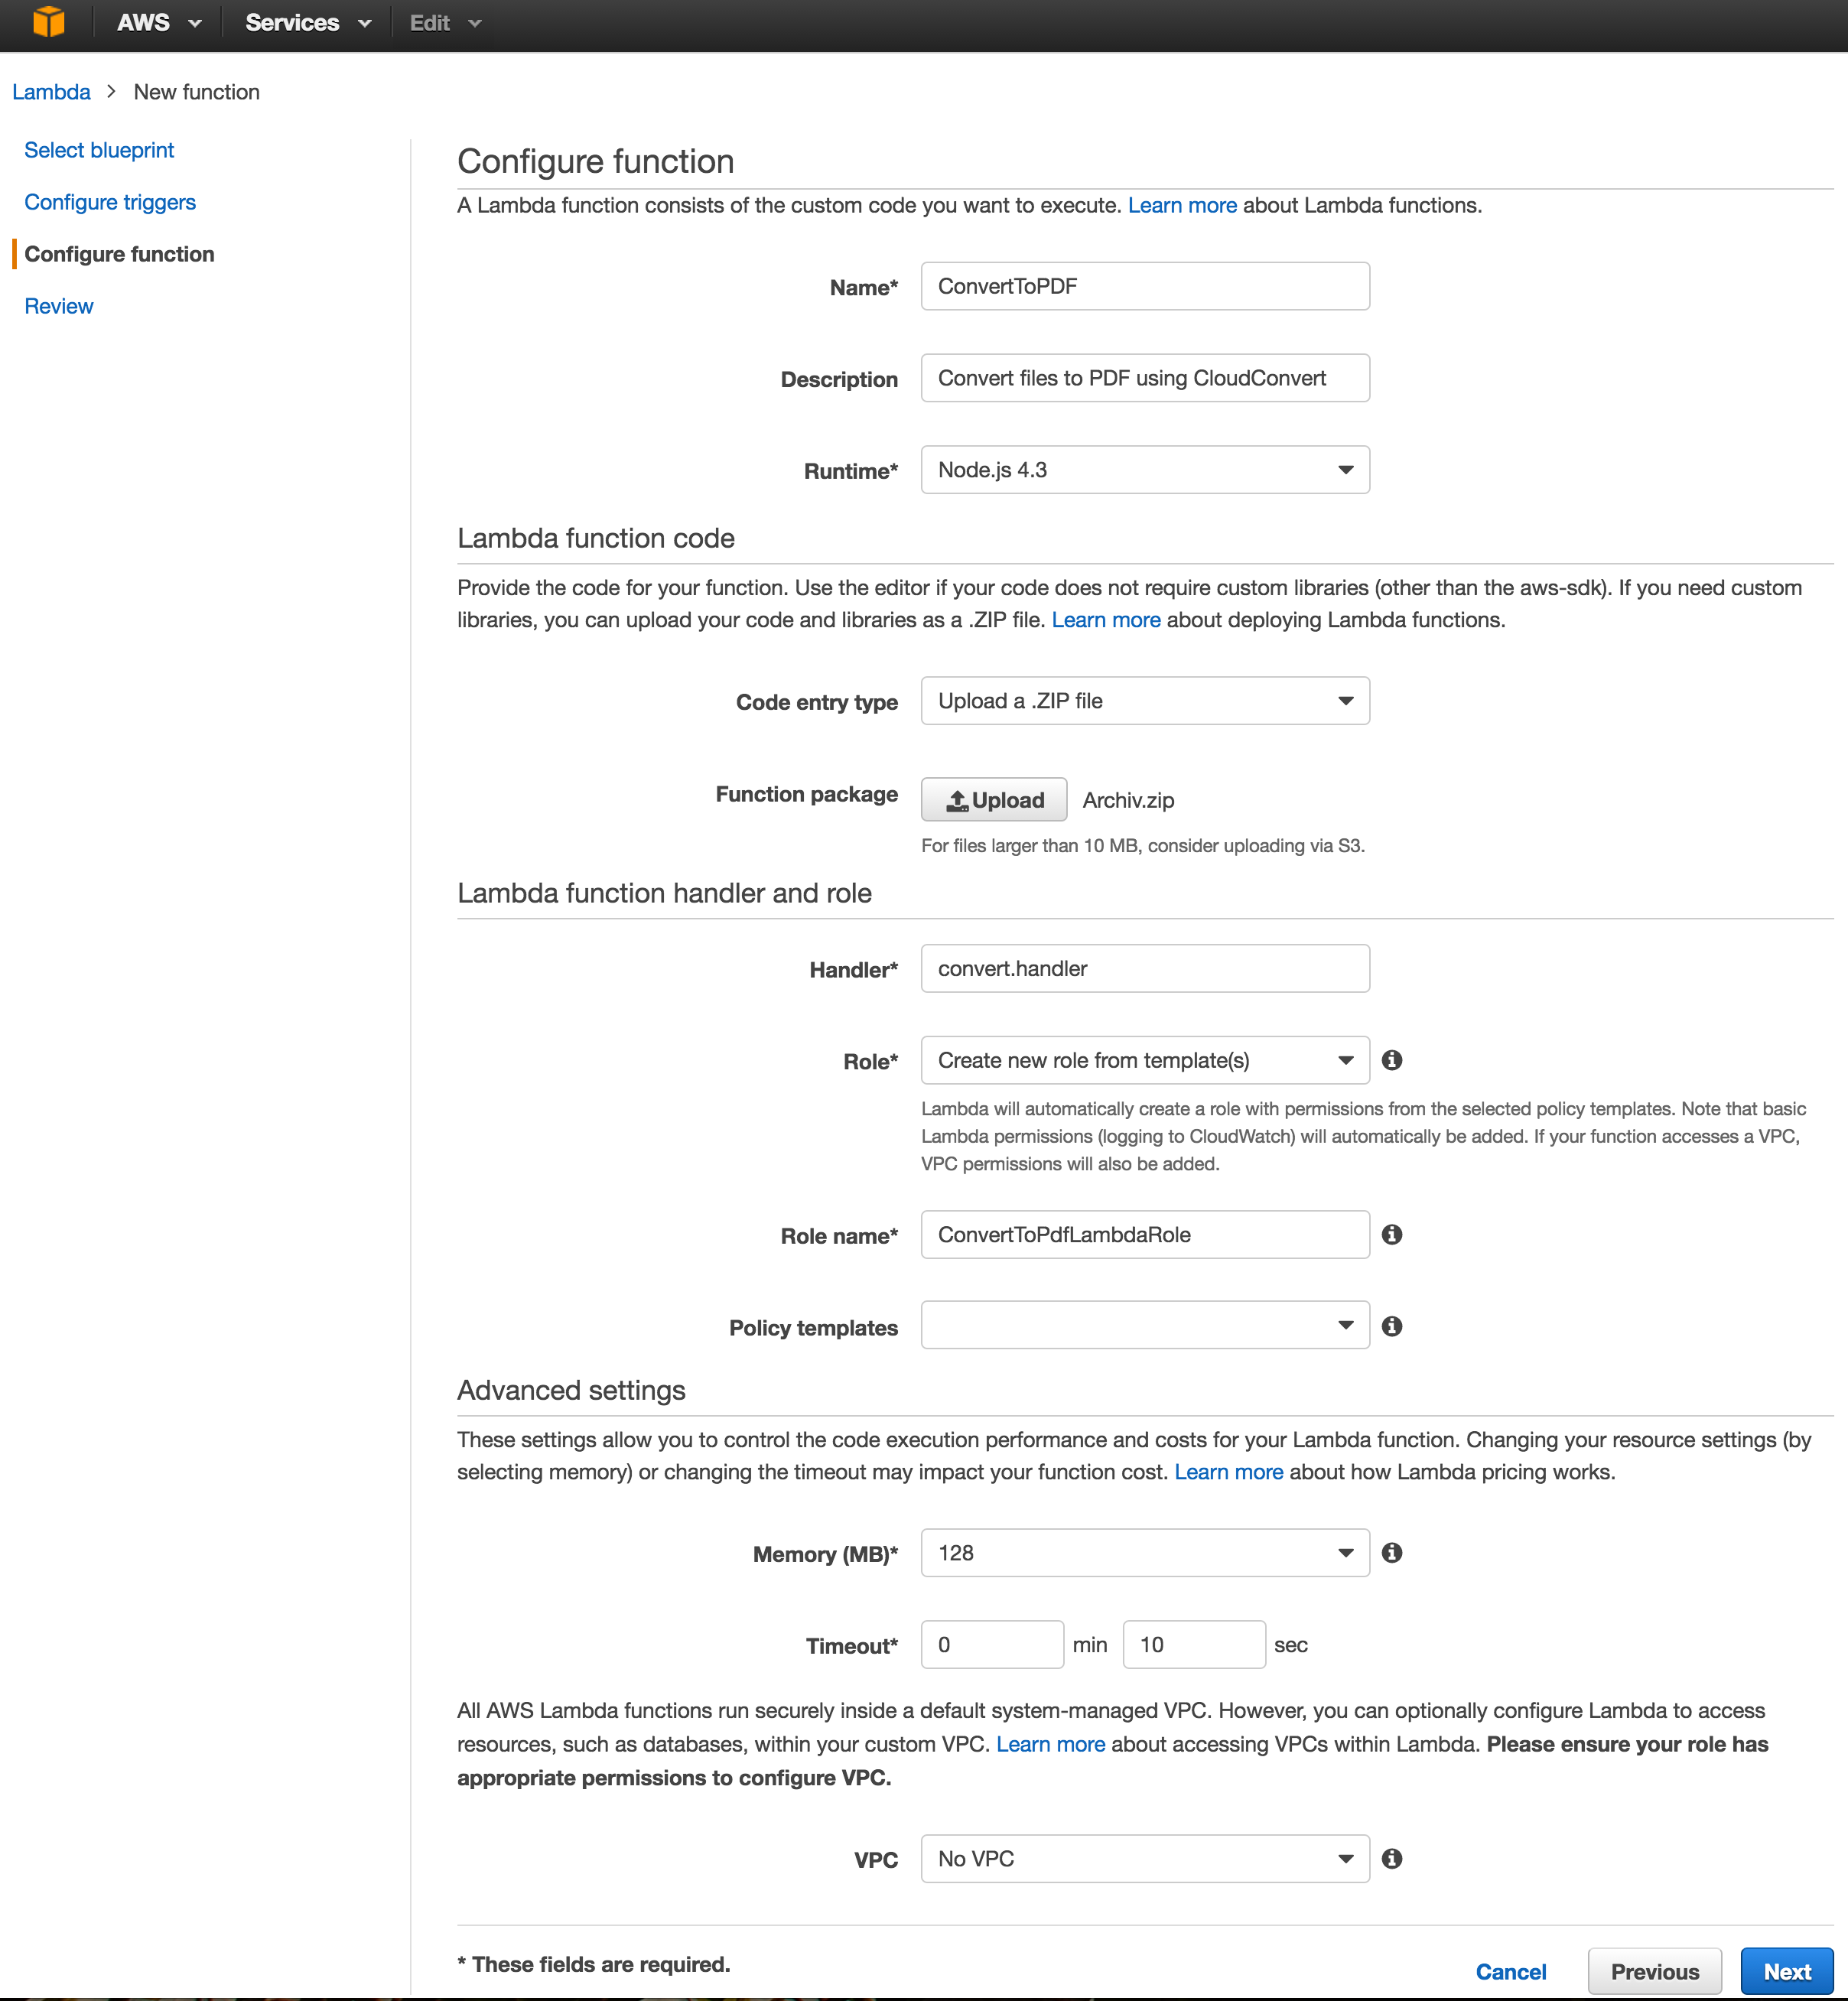 AWS Services Edit
Lambda > New function
Select blueprint
Configure triggers
Configure function
Review
Configure function
A Lambda function consists of the custom code you want to execute. Learn more about Lambda functions.
Name* ConvertToPDF
Description Convert files to PDF using CloudConvert
Runtime* Node.js 4.3
Lambda function code
Provide the code for your function. Use the editor if your code does not require custom libraries (other than the aws-sdk). If you need custom
libraries, you can upload your code and libraries as a .ZIP file. Learn more about deploying Lambda functions.
Code entry type Upload a .ZIP file
Function package Upload Archiv.zip
For files larger than 10 MB, consider uploading via S3.
Lambda function handler and role
Handler* convert.handler
Role* Create new role from template(s)
Lambda will automatically create a role with permissions from the selected policy templates. Note that basic
Lambda permissions (logging to CloudWatch) will automatically be added. If your function accesses a VPC,
VPC permissions will also be added.
Role name* ConvertToPdfLambdaRole
Policy templates
Advanced settings
These settings allow you to control the code execution performance and costs for your Lambda function. Changing your resource settings (by
selecting memory) or changing the timeout may impact your function cost. Learn more about how Lambda pricing works.
Memory (MB)* 128
Timeout* 0 min 10 sec
All AWS Lambda functions run securely inside a default system-managed VPC. However, you can optionally configure Lambda to access
resources, such as databases, within your custom VPC. Learn more about accessing VPCs within Lambda. Please ensure your role has
appropriate permissions to configure VPC.
VPC No VPC
* These fields are required.
Cancel Previous Next